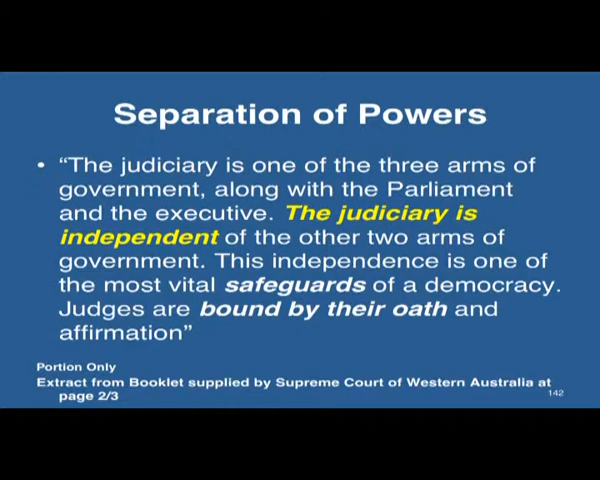 Separation of Powers
• “The judiciary is one of the three arms of
government, along with the Parliament
and the executive. The judiciary is
independent of the other two arms of
government. This independence is one of
the most vital safeguards of a democracy.
Judges are bound by their oath and
affirmation”
Portion Only
Extract from Booklet supplied by Supreme Court of Western Australia at
page 2/3
142